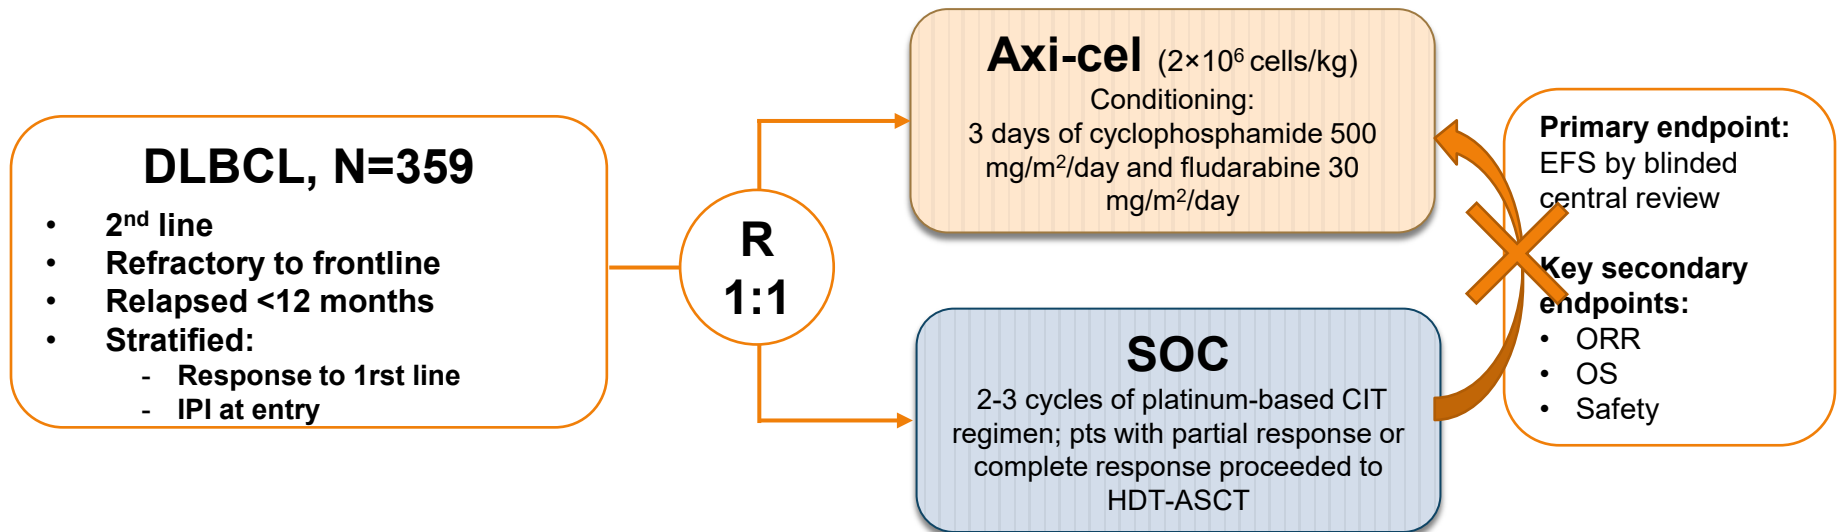 DLBCL, N=359
• 2nd line
• Refractory to frontline
• Relapsed <12 months
• Stratified:
- Response to 1rst line
- IPI at entry
R
1:1
Axi-cel (2×10⁶ cells/kg)
Conditioning:
3 days of cyclophosphamide 500
mg/m²/day and fludarabine 30
mg/m²/day
SOC
2-3 cycles of platinum-based CIT
regimen; pts with partial response or
complete response proceeded to
HDT-ASCT
Primary endpoint:
EFS by blinded
central review
Key secondary
endpoints:
• ORR
• OS
• Safety